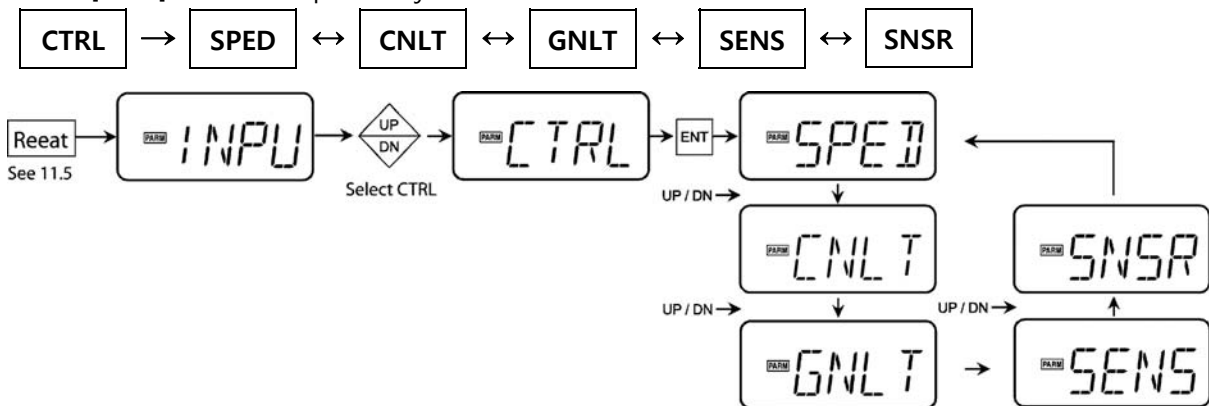 CTRL → SPED ↔ CNLT ↔ GNLT ↔ SENS ↔ SNSR
Reeat
See 11.5
PARM INPU
UP
DN
Select CTRL
PARM CTRL
ENT
PARM SPED
UP / DN
PARM CNLT
PARM SNSR
UP / DN
UP / DN
PARM GNLT
PARM SENS